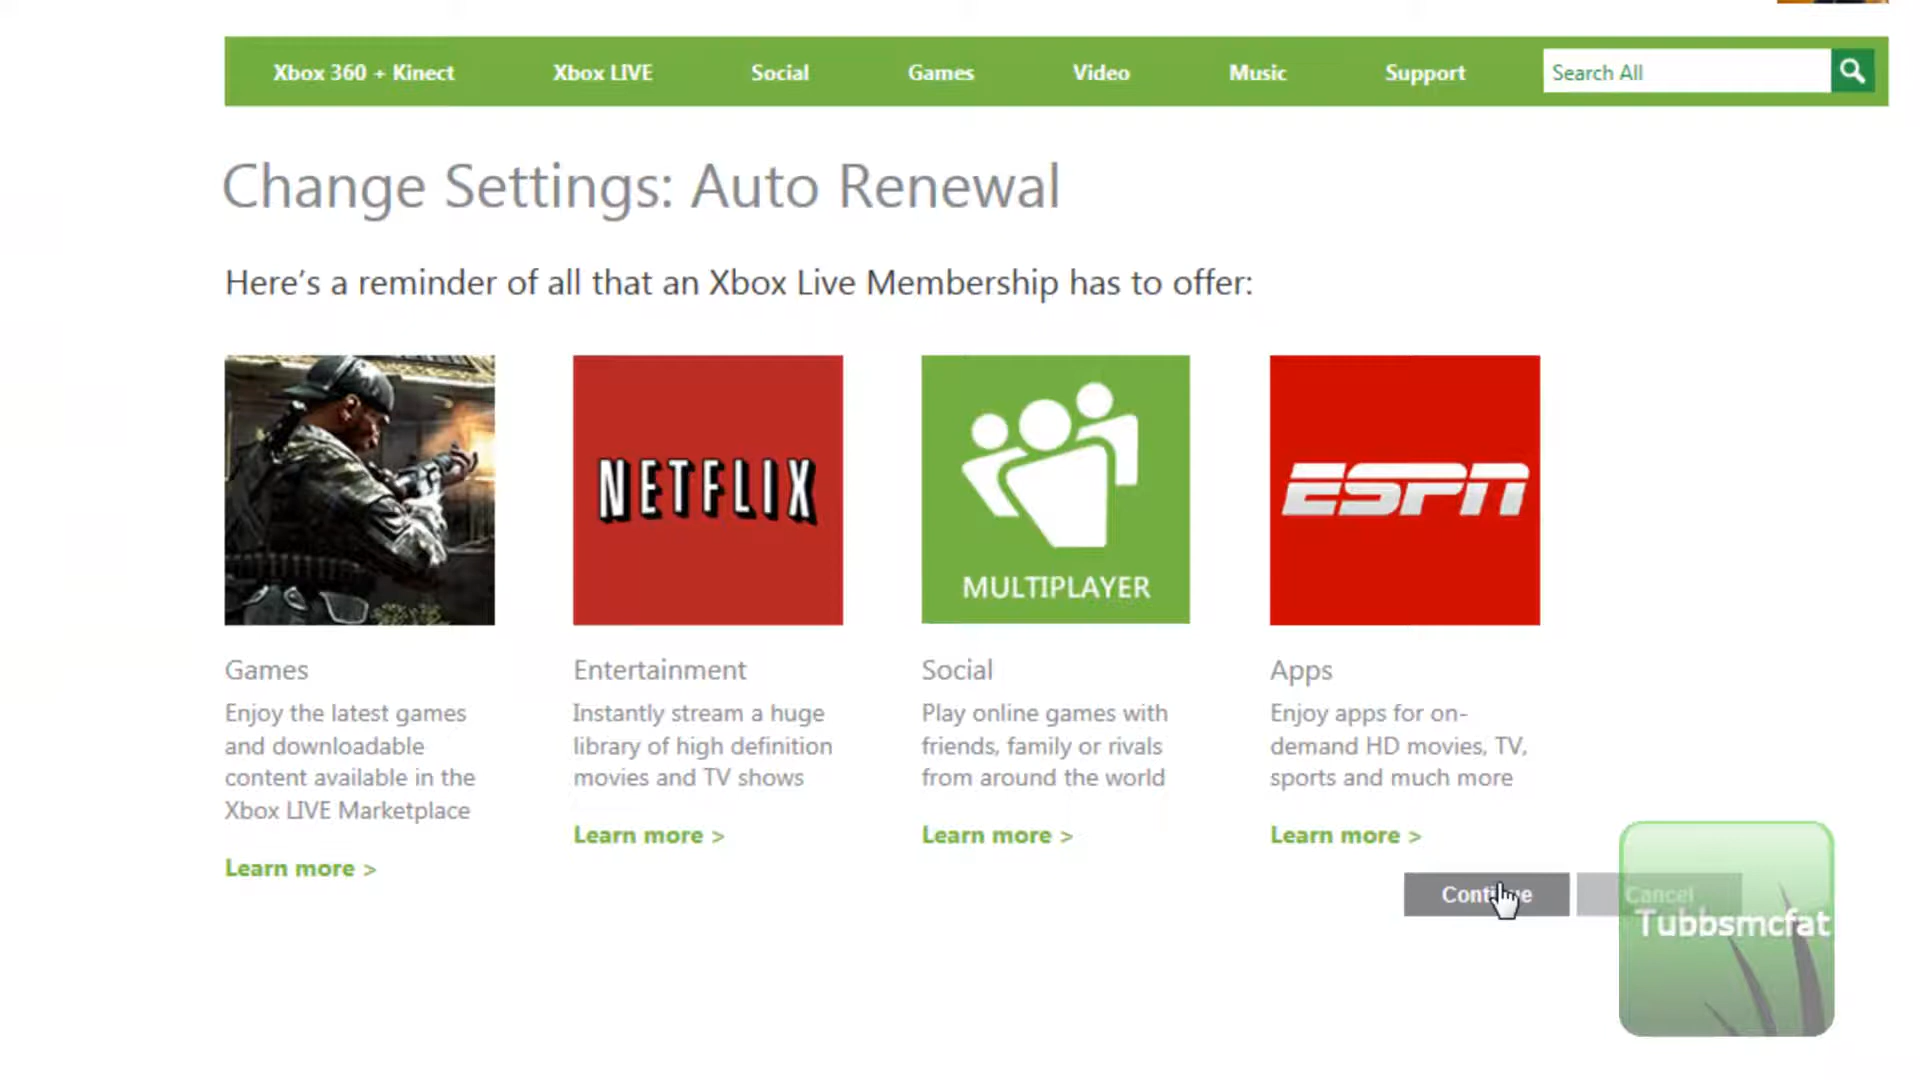 Xbox 360 + Kinect Xbox LIVE Social Games Video Music Support Search All
Change Settings: Auto Renewal
Here's a reminder of all that an Xbox Live Membership has to offer:
NETFLIX
MULTIPLAYER
ESPN
Games
Enjoy the latest games
and downloadable
content available in the
Xbox LIVE Marketplace
Learn more >
Entertainment
Instantly stream a huge
library of high definition
movies and TV shows
Learn more >
Social
Play online games with
friends, family or rivals
from around the world
Learn more >
Apps
Enjoy apps for on-
demand HD movies, TV,
sports and much more
Learn more >
Continue Cancel
Tubbsmcfat